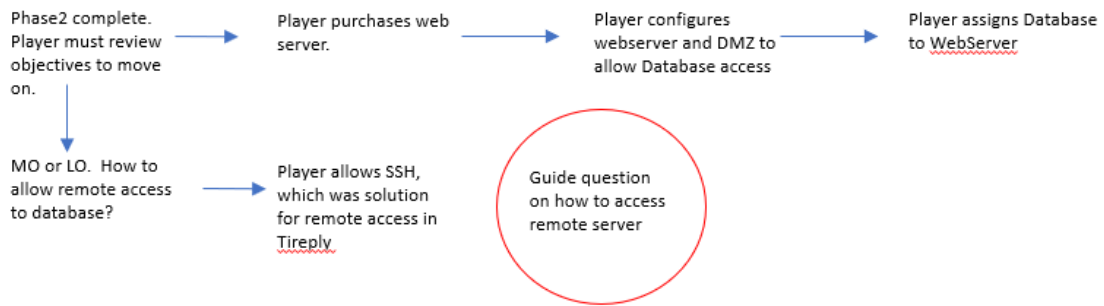 Phase2 complete.
Player must review
objectives to move
on.
Player purchases web
server.
Player configures
webserver and DMZ to
allow Database access
Player assigns Database
to WebServer
MO or LO.  How to
allow remote access
to database?
Player allows SSH,
which was solution
for remote access in
Tireply
Guide question
on how to access
remote server